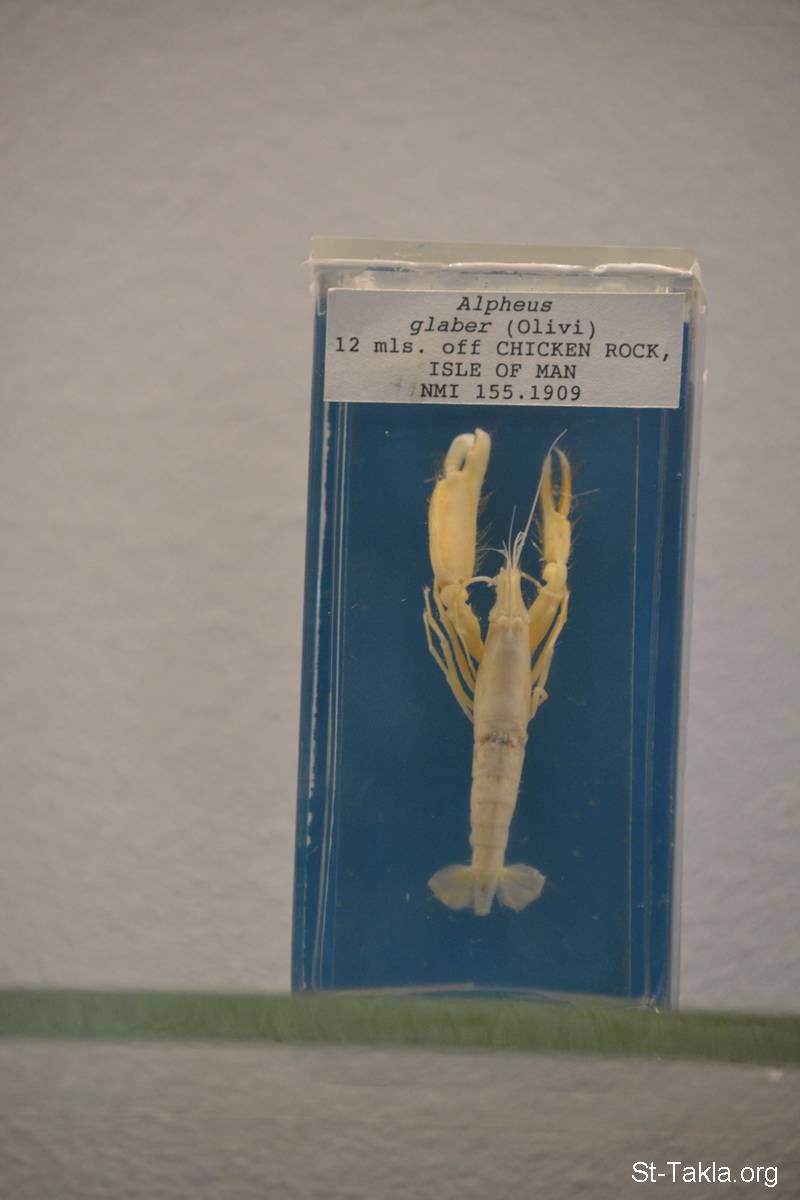 Alpheus
glaber (Olivi)
12 mls. off CHICKEN ROCK,
ISLE OF MAN
NMI 155.1909
St-Takla.org